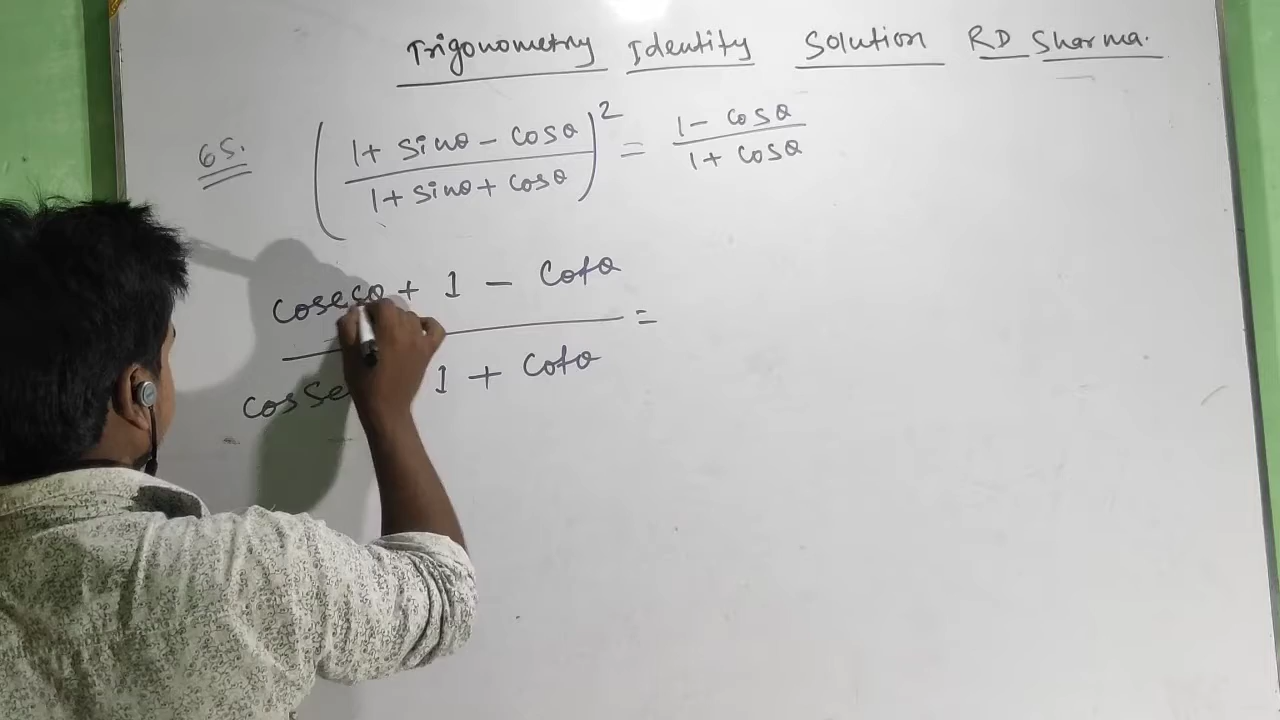 Trigonometry Identity Solution RD Sharma.
65. (1 + sinθ - cosθ / 1 + sinθ + cosθ)² = 1 - cosθ / 1 + cosθ
cosecθ + 1 - cotθ =
cosse 1 + cotθ